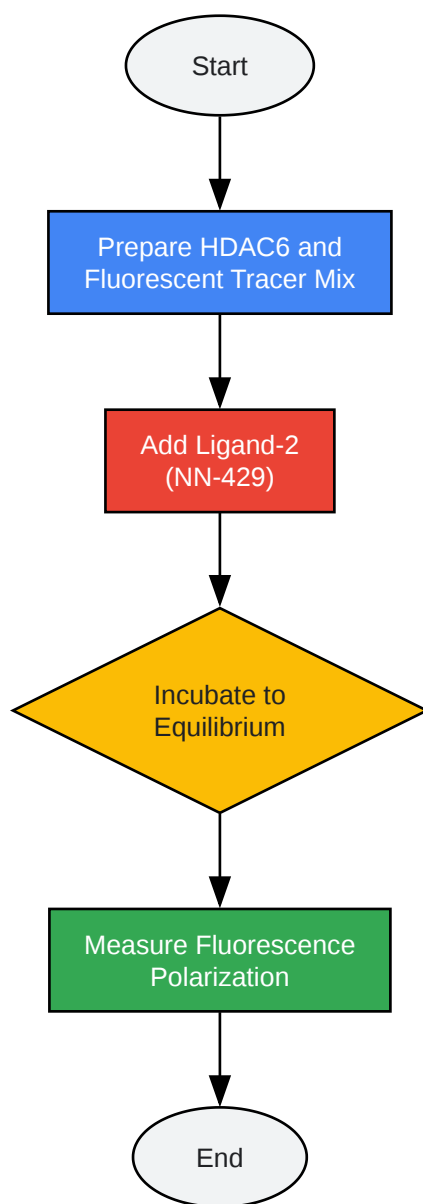 Start
Prepare HDAC6 and
Fluorescent Tracer Mix
Add Ligand-2
(NN-429)
Incubate to
Equilibrium
Measure Fluorescence
Polarization
End